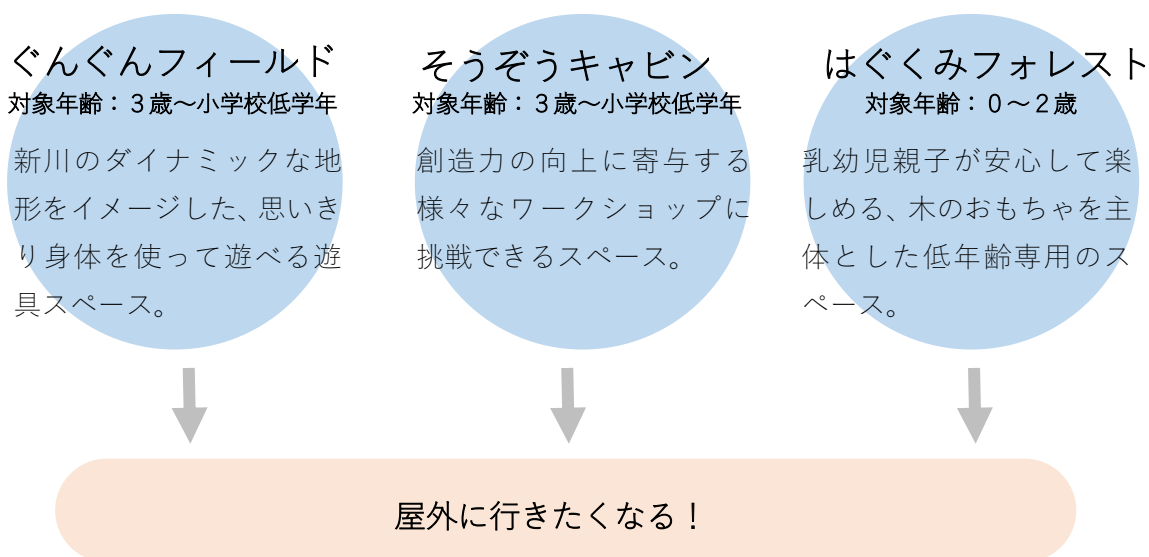 ぐんぐんフィールド
対象年齢：３歳～小学校低学年
新川のダイナミックな地
形をイメージした、思いき
り身体を使って遊べる遊
具スペース。
そうぞうキャビン
対象年齢：３歳～小学校低学年
創造力の向上に寄与する
様々なワークショップに
挑戦できるスペース。
はぐくみフォレスト
対象年齢：０～２歳
乳幼児親子が安心して楽
しめる、木のおもちゃを主
体とした低年齢専用のス
ペース。
屋外に行きたくなる！